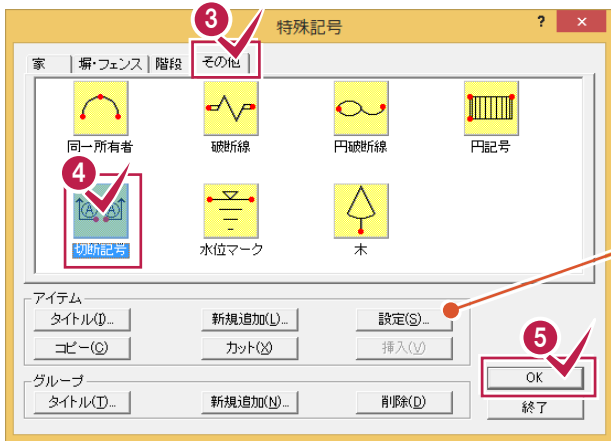 3
特殊記号
?
×
家 塀・フェンス 階段 その他
同一所有者 破断線 円破断線 円記号
4
A A
切断記号 水位マーク 木
アイテム
タイトル(I)... 新規追加(L)... 設定(S)...
コピー(C) カット(X) 挿入(V)
5
グループ
タイトル(T)... 新規追加(N)... 削除(D)
OK
終了